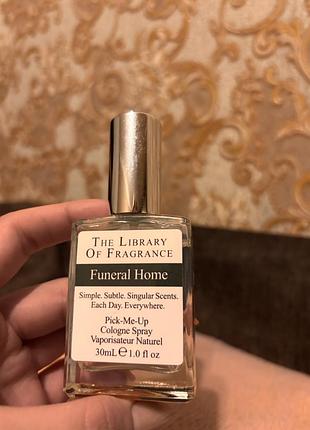 The Library
Of Fragrance
Funeral Home
Simple. Subtle. Singular Scents.
Each Day. Everywhere.
Pick-Me-Up
Cologne Spray
Vaporisateur Naturel
30mL ℮ 1.0 fl oz